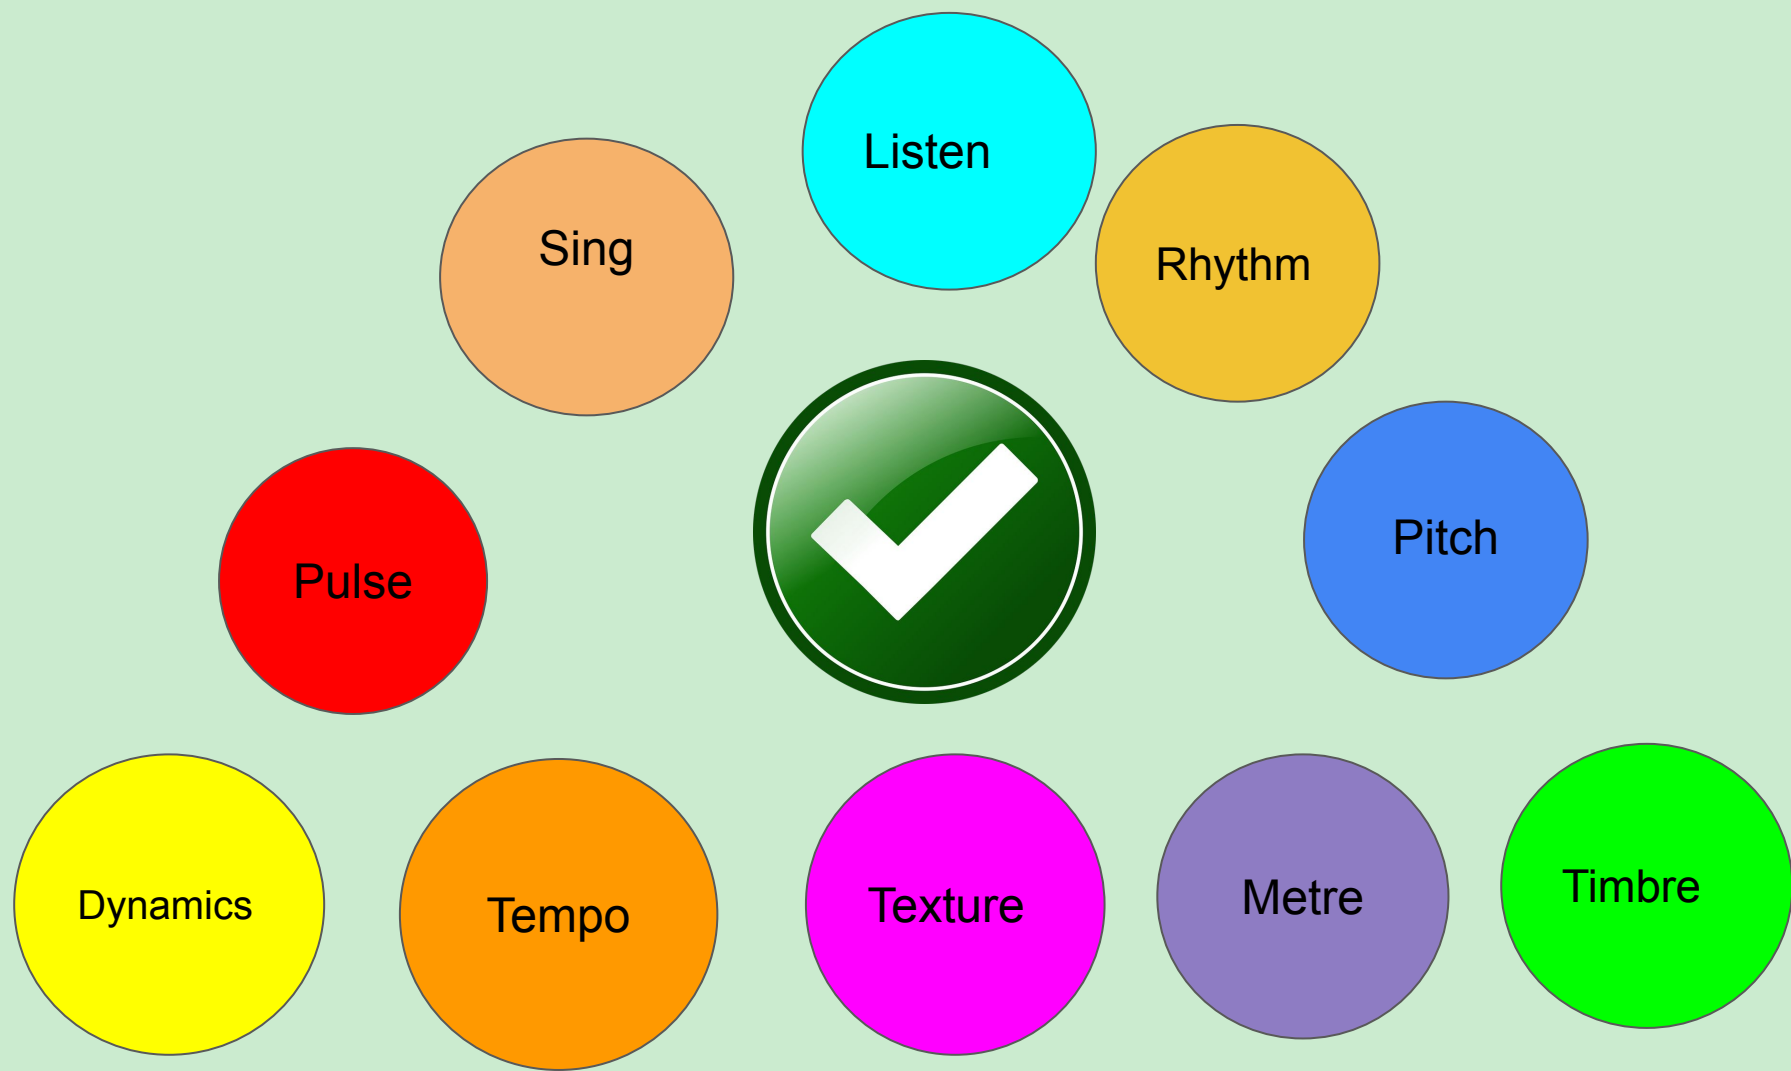 Listen
Sing
Rhythm
Pitch
Pulse
Dynamics
Tempo
Texture
Metre
Timbre